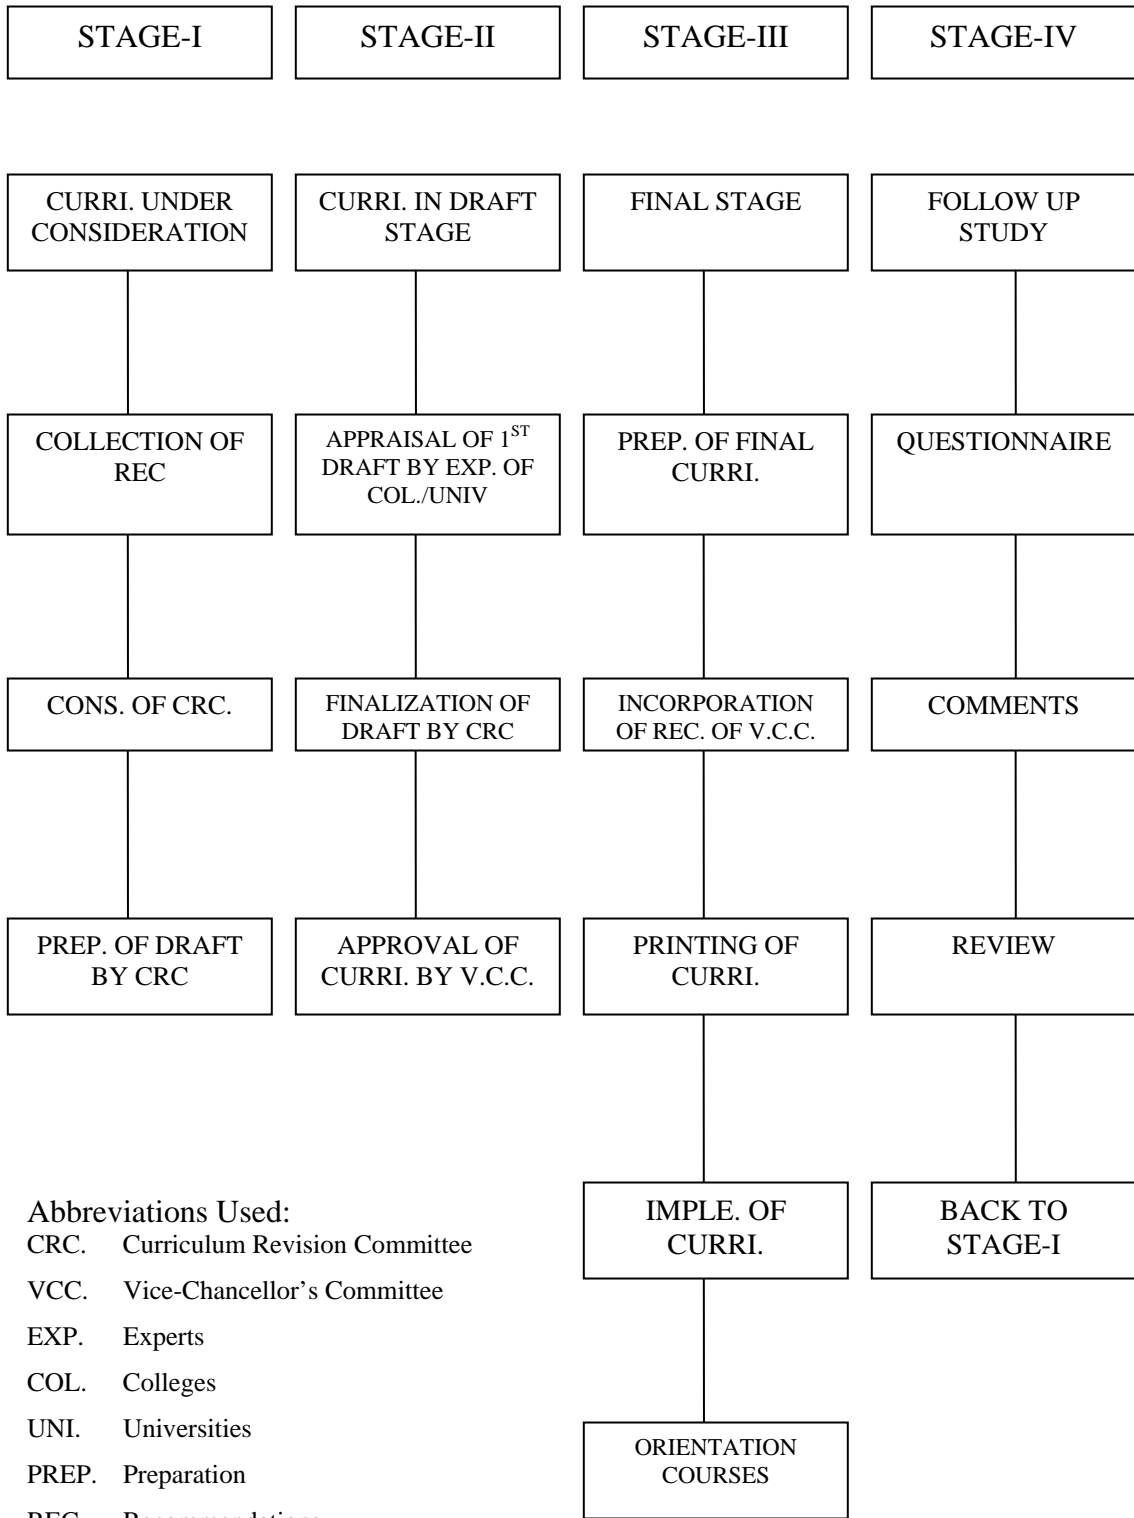 STAGE-I
STAGE-II
STAGE-III
STAGE-IV
CURRI. UNDER
CONSIDERATION
CURRI. IN DRAFT
STAGE
FINAL STAGE
FOLLOW UP
STUDY
COLLECTION OF
REC
APPRAISAL OF 1ST
DRAFT BY EXP. OF
COL./UNIV
PREP. OF FINAL
CURRI.
QUESTIONNAIRE
CONS. OF CRC.
FINALIZATION OF
DRAFT BY CRC
INCORPORATION
OF REC. OF V.C.C.
COMMENTS
PREP. OF DRAFT
BY CRC
APPROVAL OF
CURRI. BY V.C.C.
PRINTING OF
CURRI.
REVIEW
IMPLE. OF
CURRI.
BACK TO
STAGE-I
ORIENTATION
COURSES
Abbreviations Used:
CRC. Curriculum Revision Committee
VCC. Vice-Chancellor’s Committee
EXP. Experts
COL. Colleges
UNI. Universities
PREP. Preparation
REC. Recommendations